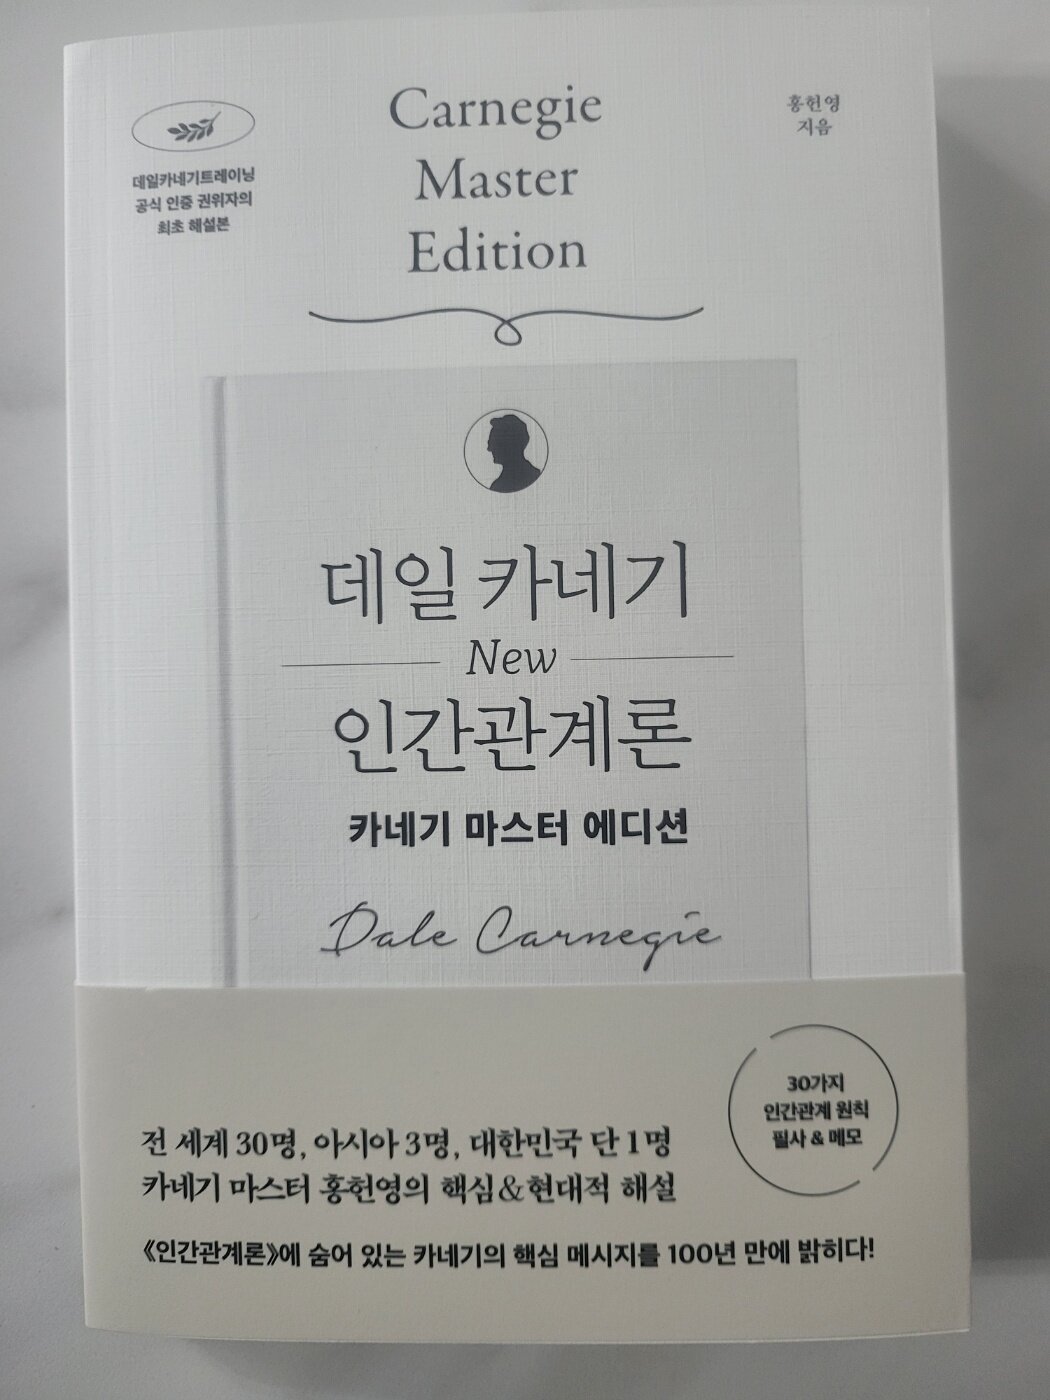 데일카네기트레이닝
공식 인증 권위자의
최초 해설본
Carnegie
Master
Edition
홍헌영
지음
데일 카네기
New
인간관계론
카네기 마스터 에디션
Dale Carnegie
30가지
인간관계 원칙
필사 & 메모
전 세계 30명, 아시아 3명, 대한민국 단 1명
카네기 마스터 홍헌영의 핵심&현대적 해설
《인간관계론》에 숨어 있는 카네기의 핵심 메시지를 100년 만에 밝히다!